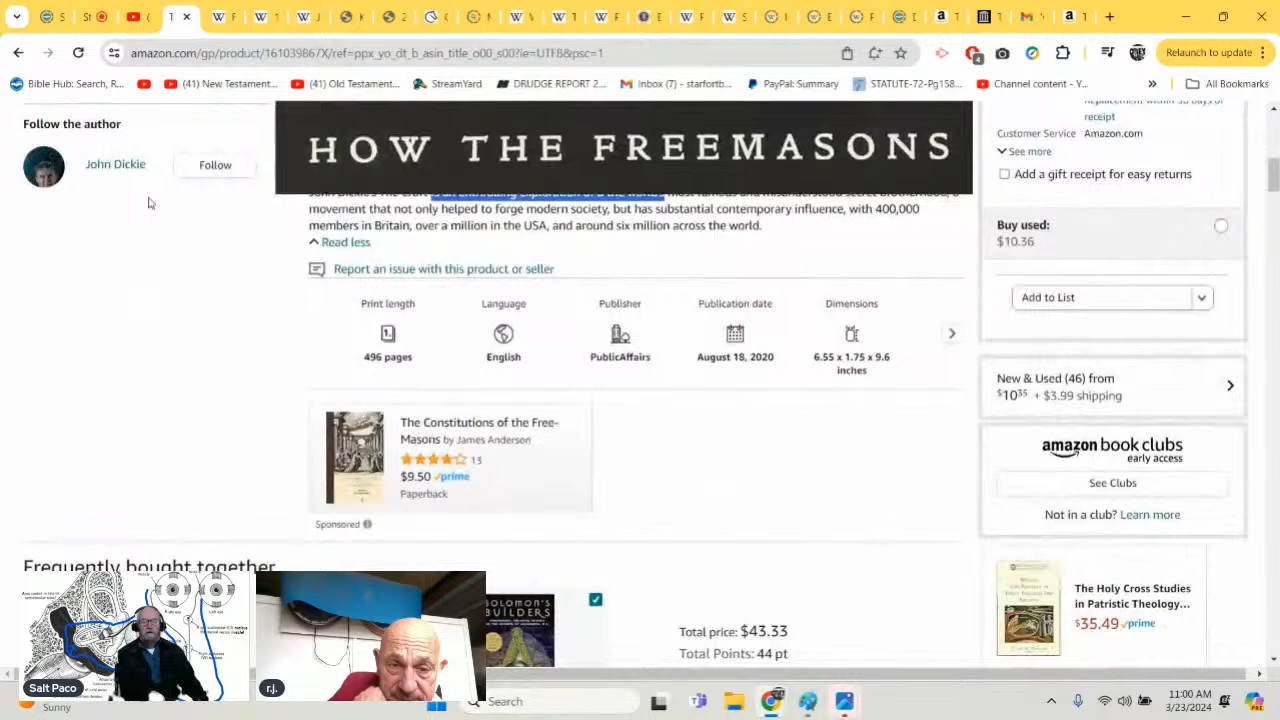 amazon.com/gp/product/161039867X/ref=ppx_yo_dt_b_asin_title_o00_s00?ie=UTF8&psc=1
4
Relaunch to update
Bible Hub: Search, R...
(41) New Testament...
(41) Old Testament...
StreamYard
DRUDGE REPORT 2...
Inbox (7) - starfortb...
PayPal: Summary
STATUTE-72-Pg158...
Channel content - Y...
All Bookmarks
Follow the author
John Dickie
Follow
HOW THE FREEMASONS
movement that not only helped to forge modern society, but has substantial contemporary influence, with 400,000
members in Britain, over a million in the USA, and around six million across the world.
Read less
Report an issue with this product or seller
Print length
Language
Publisher
Publication date
Dimensions
496 pages
English
PublicAffairs
August 18, 2020
6.55 x 1.75 x 9.6
inches
The Constitutions of the Free-
Masons by James Anderson
13
$9.50 prime
Paperback
Sponsored
Frequently bought together
SOLOMON'S
BUILDERS
Total price: $43.33
Total Points: 44 pt
replacement within 30 days of
receipt
Customer Service Amazon.com
See more
Add a gift receipt for easy returns
Buy used:
$10.36
Add to List
New & Used (46) from
$1035 + $3.99 shipping
amazon book clubs
early access
See Clubs
Not in a club? Learn more
The Holy Cross Studies
in Patristic Theology...
$35.49 prime
Left eye
Salt Paco
r.j.
Sunny
Search
11:00 AM
3/23/2024